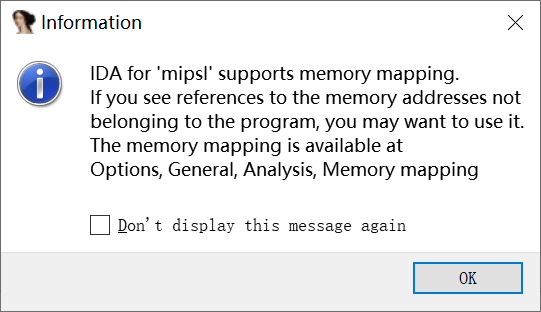 Information
IDA for 'mipsl' supports memory mapping.
If you see references to the memory addresses not
belonging to the program, you may want to use it.
The memory mapping is available at
Options, General, Analysis, Memory mapping
Don't display this message again
OK